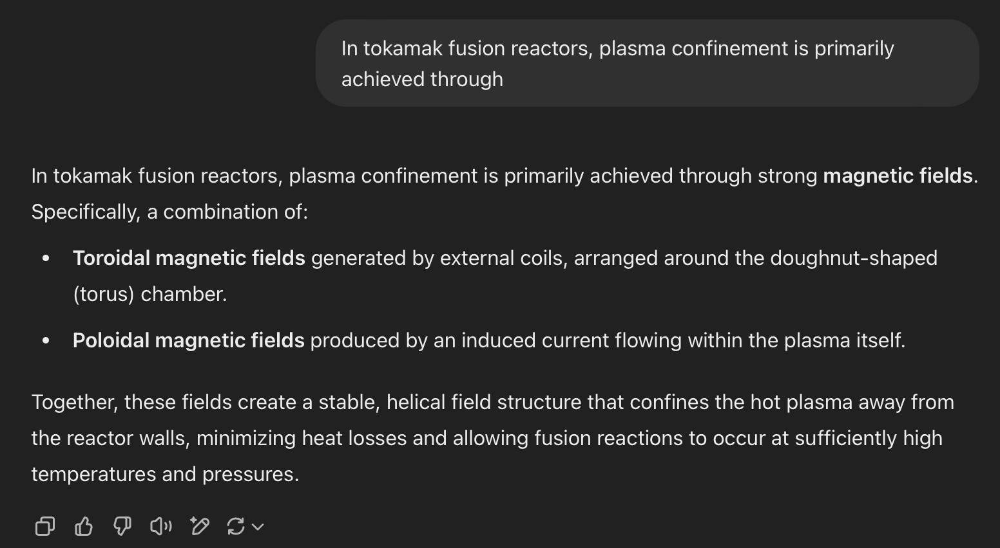 In tokamak fusion reactors, plasma confinement is primarily
achieved through
In tokamak fusion reactors, plasma confinement is primarily achieved through strong magnetic fields.
Specifically, a combination of:
• Toroidal magnetic fields generated by external coils, arranged around the doughnut-shaped
(torus) chamber.
• Poloidal magnetic fields produced by an induced current flowing within the plasma itself.
Together, these fields create a stable, helical field structure that confines the hot plasma away from
the reactor walls, minimizing heat losses and allowing fusion reactions to occur at sufficiently high
temperatures and pressures.